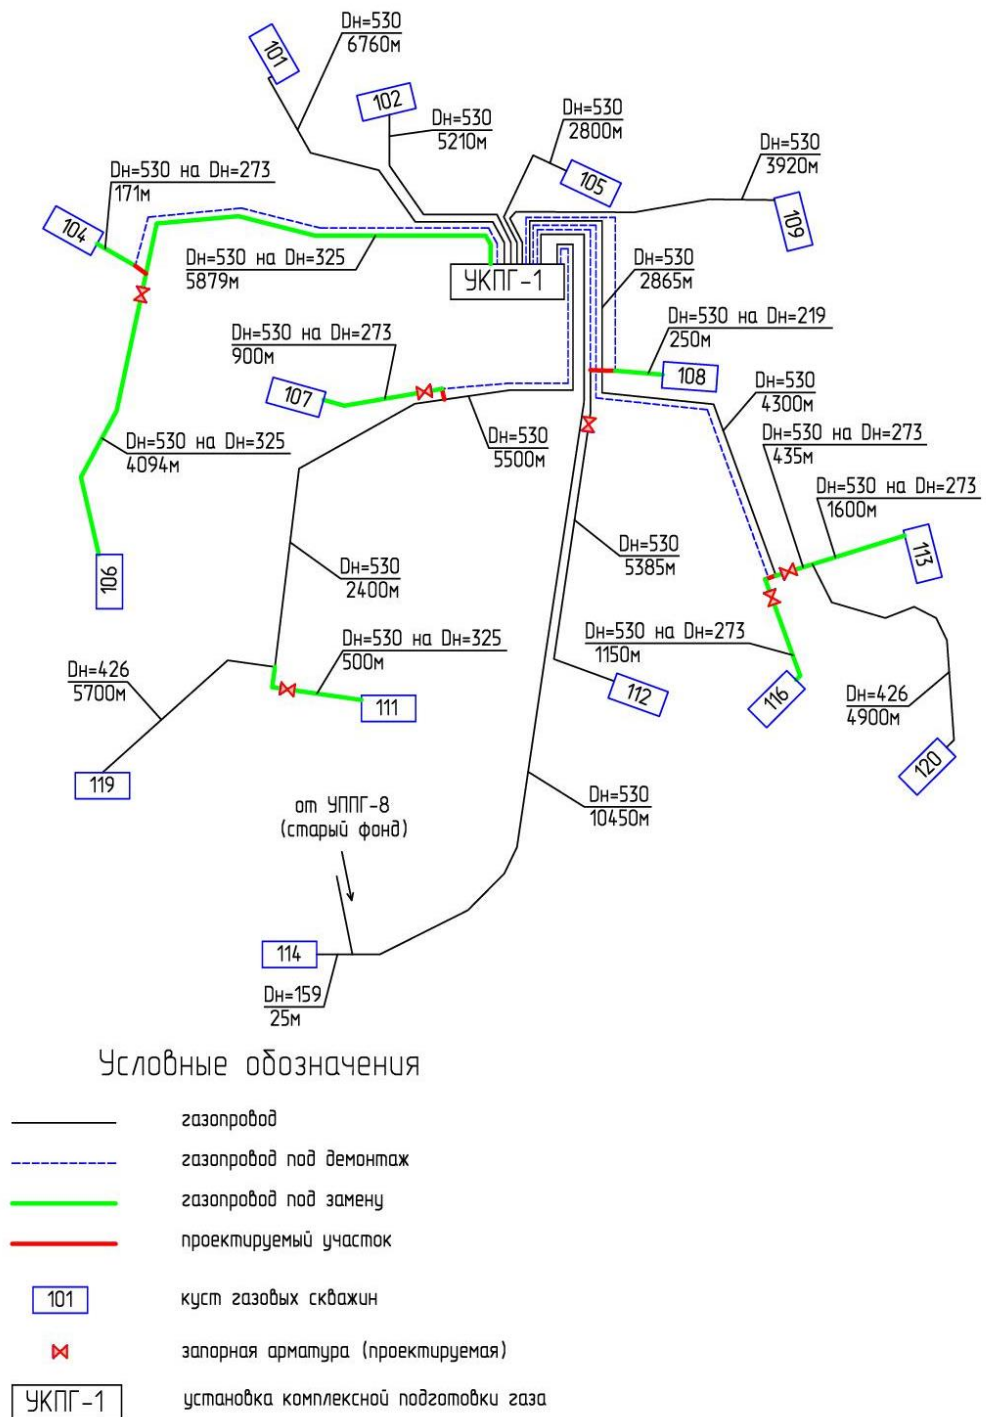 Dн=530
6760м
101
102
Dн=530
5210м
Dн=530
2800м
105
Dн=530
3920м
109
Dн=530 на Dн=273
171м
104
Dн=530 на Dн=325
5879м
УКПГ-1
Dн=530
2865м
Dн=530 на Dн=273
900м
107
Dн=530 на Dн=219
250м
108
Dн=530
4300м
Dн=530 на Dн=273
435м
Dн=530 на Dн=325
4094м
Dн=530
5500м
Dн=530 на Dн=273
1600м
113
106
Dн=530
2400м
Dн=530
5385м
Dн=530 на Dн=325
500м
Dн=530 на Dн=273
1150м
Dн=426
5700м
111
112
116
Dн=426
4900м
120
119
от УППГ-8
(старый фонд)
Dн=530
10450м
114
Dн=159
25м
Условные обозначения
газопровод
газопровод под демонтаж
газопровод под замену
проектируемый участок
101
куст газовых скважин
запорная арматура (проектируемая)
УКПГ-1
установка комплексной подготовки газа